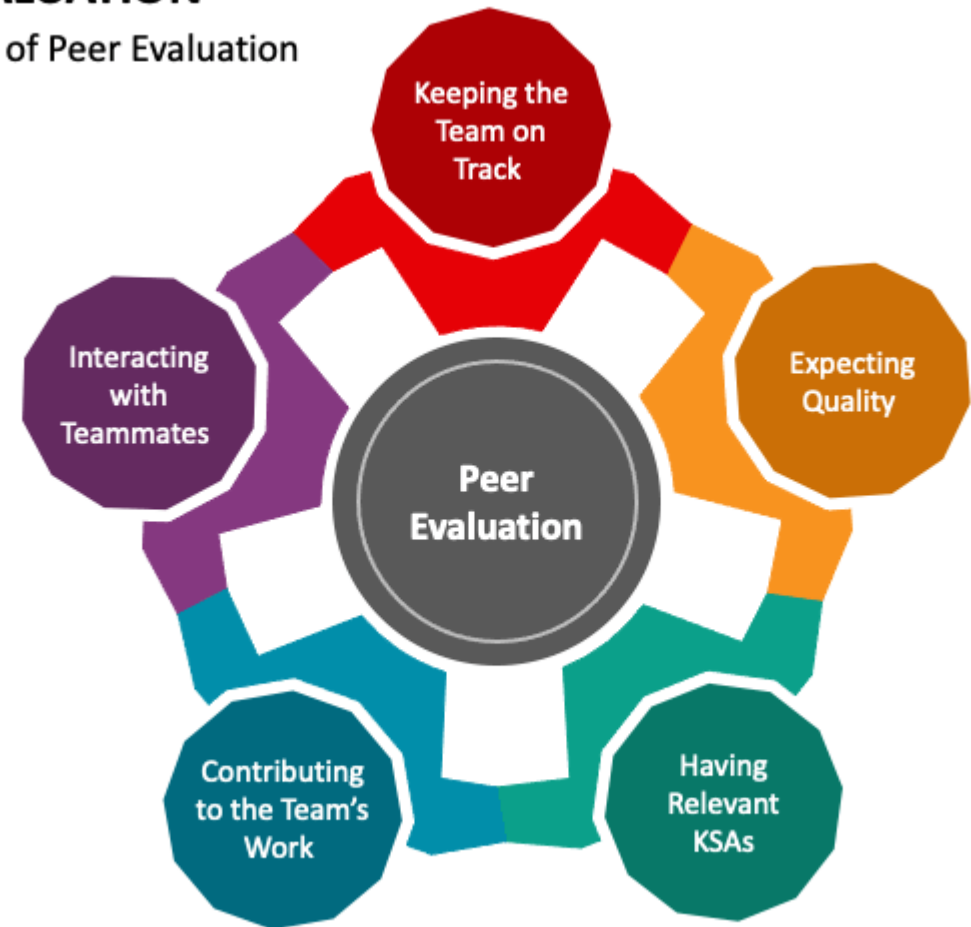 of Peer Evaluation
Keeping the
Team on
Track
Interacting
with
Teammates
Expecting
Quality
Peer
Evaluation
Contributing
to the Team's
Work
Having
Relevant
KSAs